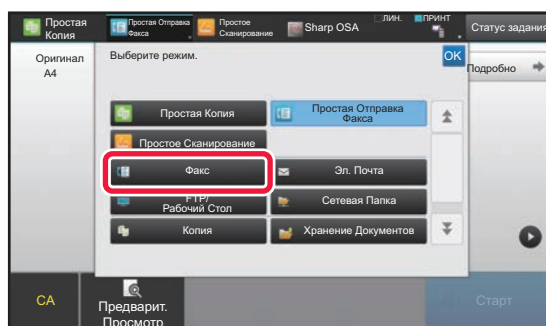 Простая
Копия
Простая Отправка
Факса
Простое
Сканирование
Sharp OSA
ЛИН.
ПРИНТ
Статус задания
Оригинал
A4
Выберите режим.
OK
Подробно
Простая Копия
Простая Отправка
Факса
Простое Сканирование
Факс
Эл. Почта
FTP/
Рабочий Стол
Сетевая Папка
Копия
Хранение Документов
CA
Предварит.
Просмотр
Старт